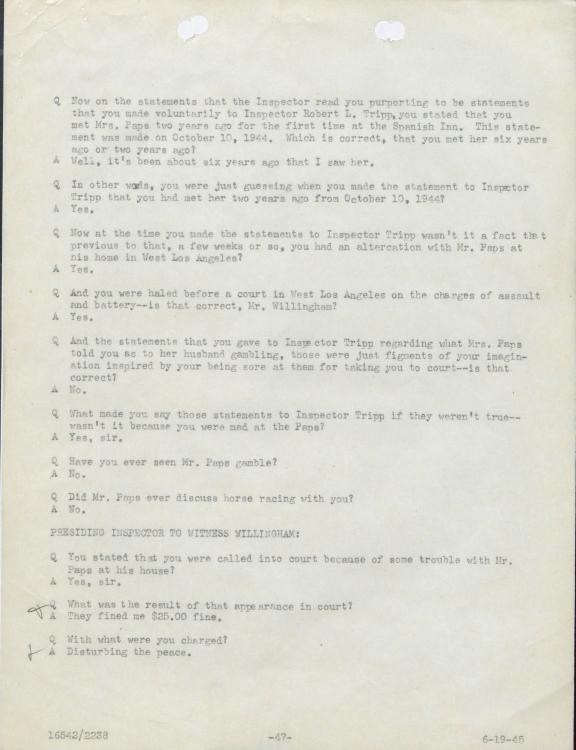 Q Now on the statements that the Inspector read you purporting to be statements
that you made voluntarily to Inspector Robert L. Tripp, you stated that you
met Mrs. Paps two years ago for the first time at the Spanish Inn. This state-
ment was made on October 10, 1944. Which is correct, that you met her six years
ago or two years ago?
A Well, it's been about six years ago that I saw her.
Q In other words, you were just guessing when you made the statement to Inspector
Tripp that you had met her two years ago from October 10, 1944?
A Yes.
Q Now at the time you made the statements to Inspector Tripp wasn't it a fact that
previous to that, a few weeks or so, you had an altercation with Mr. Paps at
his home in West Los Angeles?
A Yes.
Q And you were haled before a court in West Los Angeles on the charges of assault
and battery--is that correct, Mr. Willingham?
A Yes.
Q And the statements that you gave to Inspector Tripp regarding what Mrs. Paps
told you as to her husband gambling, those were just figments of your imagin-
ation inspired by your being sore at them for taking you to court--is that
correct?
A No.
Q What made you say those statements to Inspector Tripp if they weren't true--
wasn't it because you were mad at the Paps?
A Yes, sir.
Q Have you ever seen Mr. Paps gamble?
A No.
Q Did Mr. Paps ever discuss horse racing with you?
A No.
PRESIDING INSPECTOR TO WITNESS WILLINGHAM:
Q You stated that you were called into court because of some trouble with Mr.
Paps at his house?
A Yes, sir.
Q What was the result of that appearance in court?
A They fined me $25.00 fine.
Q With what were you charged?
A Disturbing the peace.
16542/2238 -47- 6-19-45